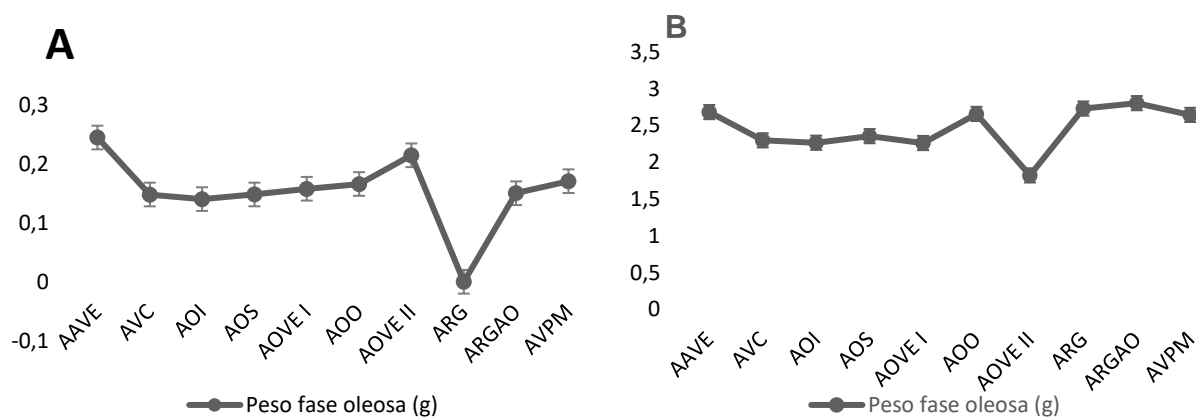 A
0,3
0,2
0,1
0
-0,1
AAVE
AVC
AOI
AOS
AOVE I
AOO
AOVE II
ARG
ARGAO
AVPM
Peso fase oleosa (g)
B
3,5
3
2,5
2
1,5
1
0,5
0
AAVE
AVC
AOI
AOS
AOVE I
AOO
AOVE II
ARG
ARGAO
AVPM
Peso fase oleosa (g)